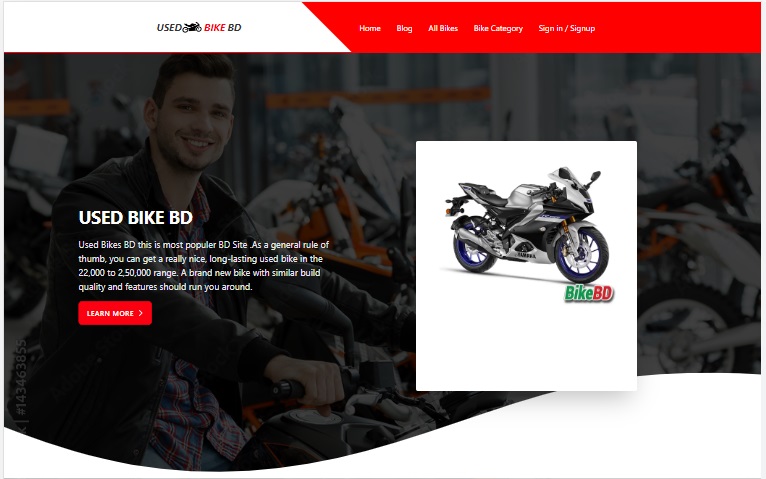 USED BIKE BD
Home Blog All Bikes Bike Category Sign in / Signup
USED BIKE BD
Used Bikes BD this is most populer BD Site .As a general rule of
thumb, you can get a really nice, long-lasting used bike in the
22,000 to 2,50,000 range. A brand new bike with similar build
quality and features should run you around.
LEARN MORE
YAMAHA
BikeBD
#143463855